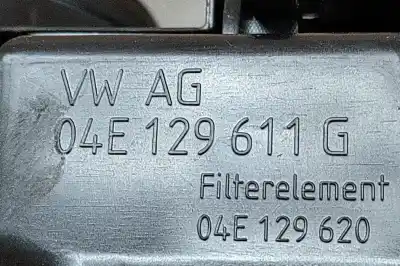 VW AG
04E 129 611 G
Filterelement
04E 129 620